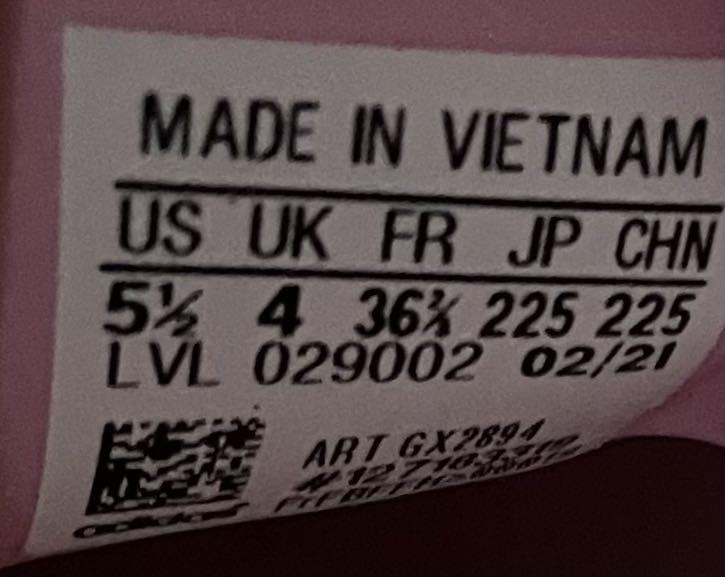 MADE IN VIETNAM
US UK FR JP CHN
5½ 4 36⅔ 225 225
LVL 029002 02/21
ART GX2894
adidas